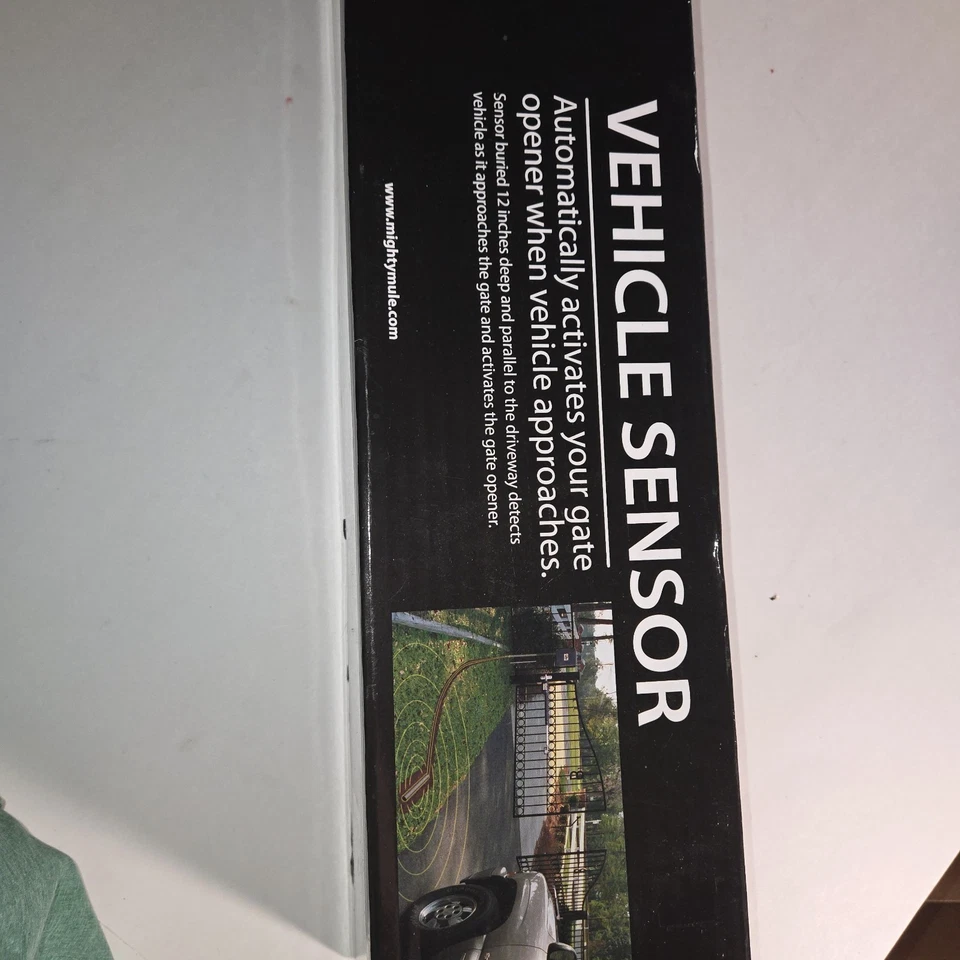 VEHICLE SENSOR
Automatically activates your gate
opener when vehicle approaches.
Sensor buried 12 inches deep and parallel to the driveway detects
vehicle as it approaches the gate and activates the gate opener.
www.mightymule.com